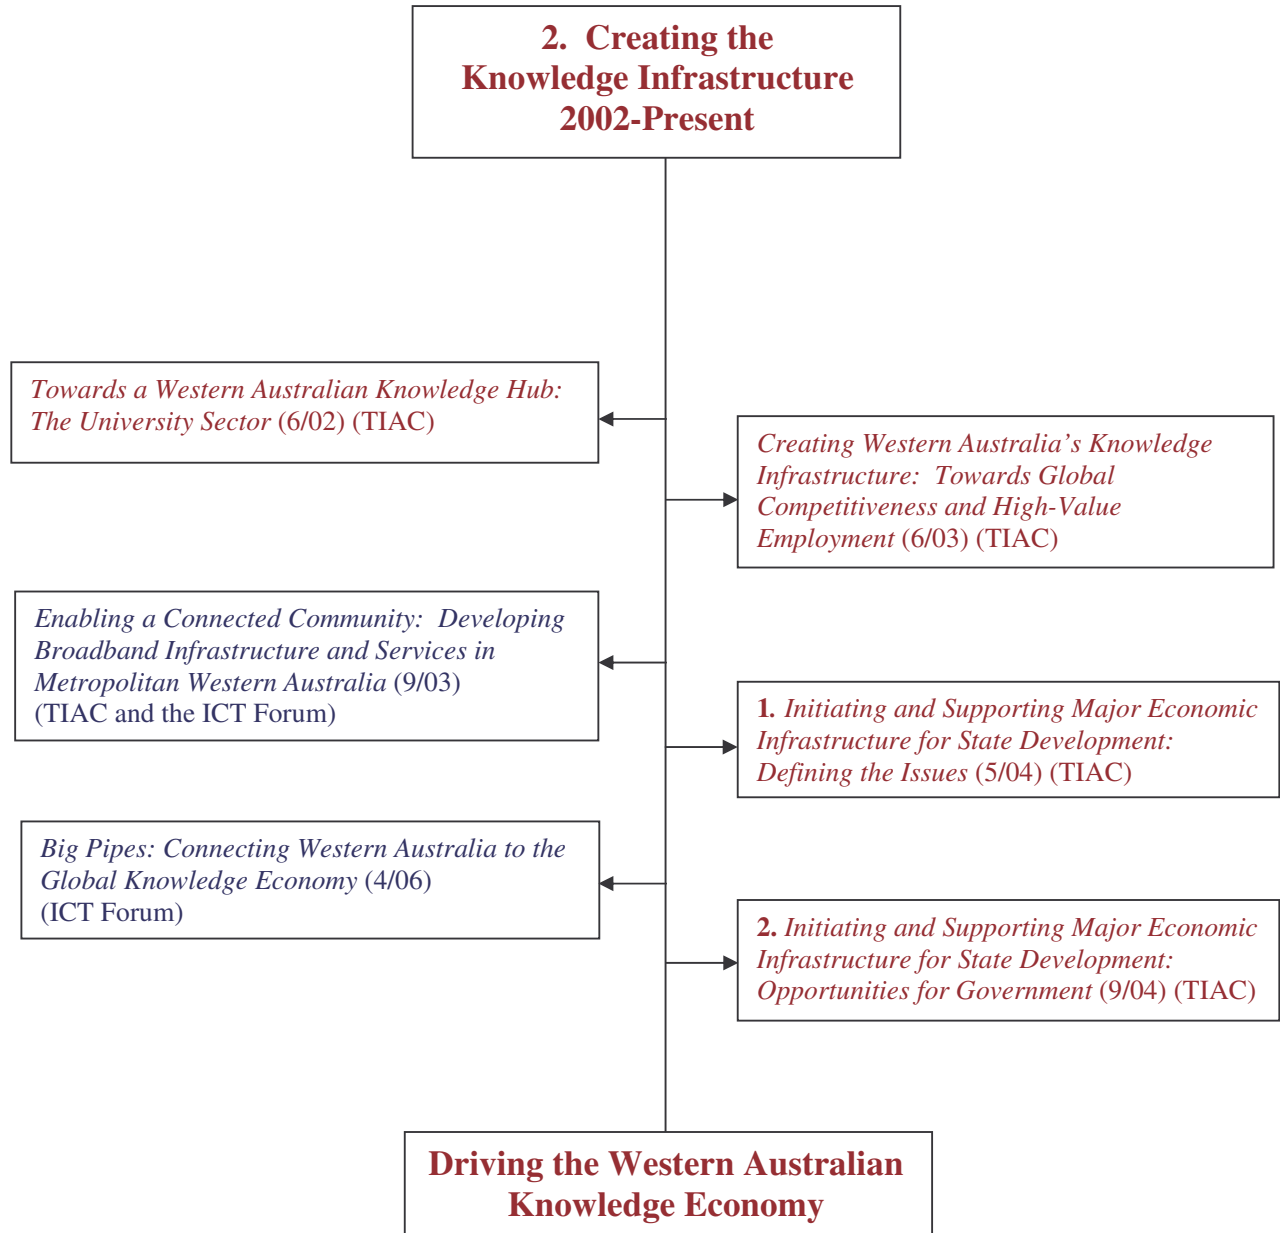 2. Creating the
Knowledge Infrastructure
2002-Present
Towards a Western Australian Knowledge Hub:
The University Sector (6/02) (TIAC)
Creating Western Australia’s Knowledge
Infrastructure: Towards Global
Competitiveness and High-Value
Employment (6/03) (TIAC)
Enabling a Connected Community: Developing
Broadband Infrastructure and Services in
Metropolitan Western Australia (9/03)
(TIAC and the ICT Forum)
1. Initiating and Supporting Major Economic
Infrastructure for State Development:
Defining the Issues (5/04) (TIAC)
Big Pipes: Connecting Western Australia to the
Global Knowledge Economy (4/06)
(ICT Forum)
2. Initiating and Supporting Major Economic
Infrastructure for State Development:
Opportunities for Government (9/04) (TIAC)
Driving the Western Australian
Knowledge Economy